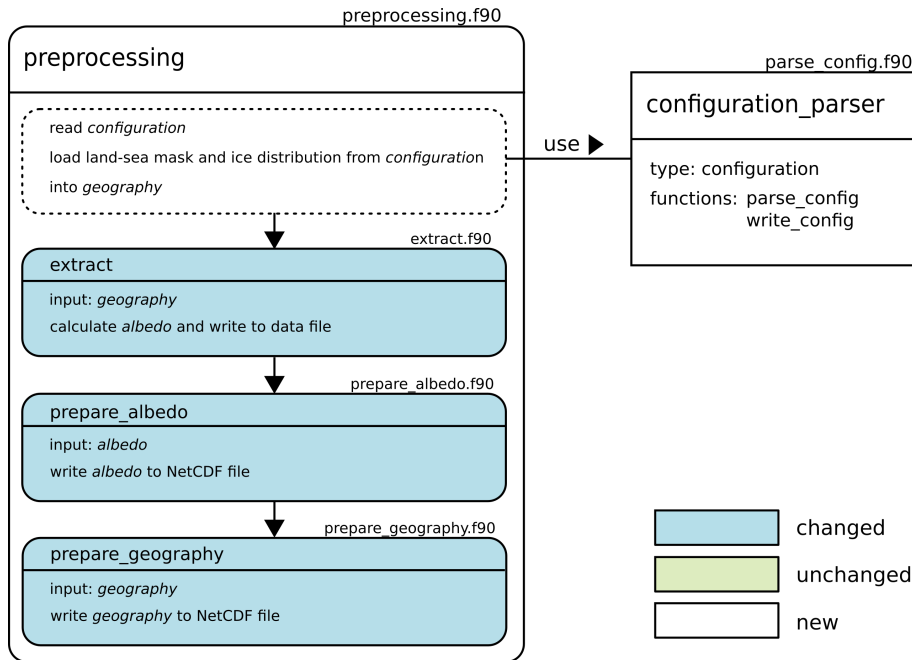 preprocessing.f90
preprocessing
read configuration
load land-sea mask and ice distribution from configuration
into geography
use
parse_config.f90
configuration_parser
type: configuration
functions: parse_config
write_config
extract.f90
extract
input: geography
calculate albedo and write to data file
prepare_albedo.f90
prepare_albedo
input: albedo
write albedo to NetCDF file
prepare_geography.f90
prepare_geography
input: geography
write geography to NetCDF file
changed
unchanged
new